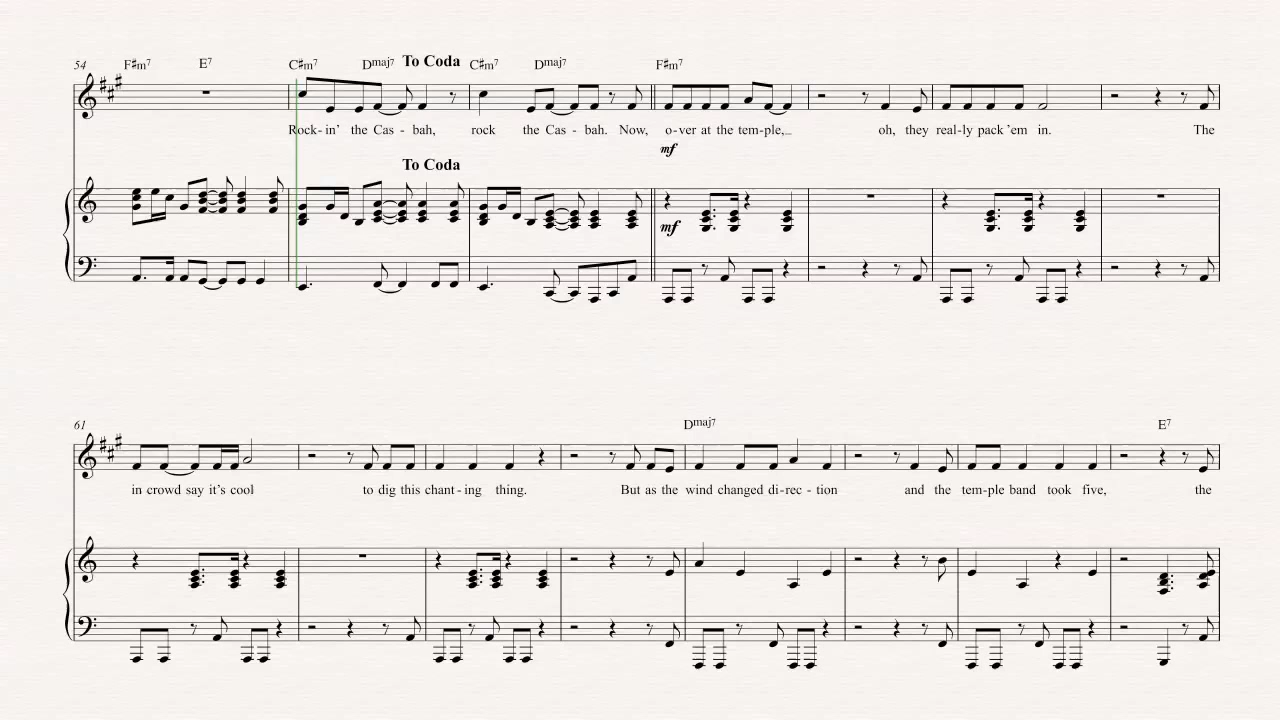 54 F♯m7 E7 C♯m7 Dmaj7 To Coda C♯m7 Dmaj7 F♯m7
Rock - in' the Cas - bah, rock the Cas - bah. Now, o - ver at the tem - ple,_ oh, they real - ly pack 'em in. The
mf
To Coda
mf
61 Dmaj7 E7
in crowd say it's cool to dig this chant - ing thing. But as the wind changed di - rec - tion and the tem - ple band took five, the